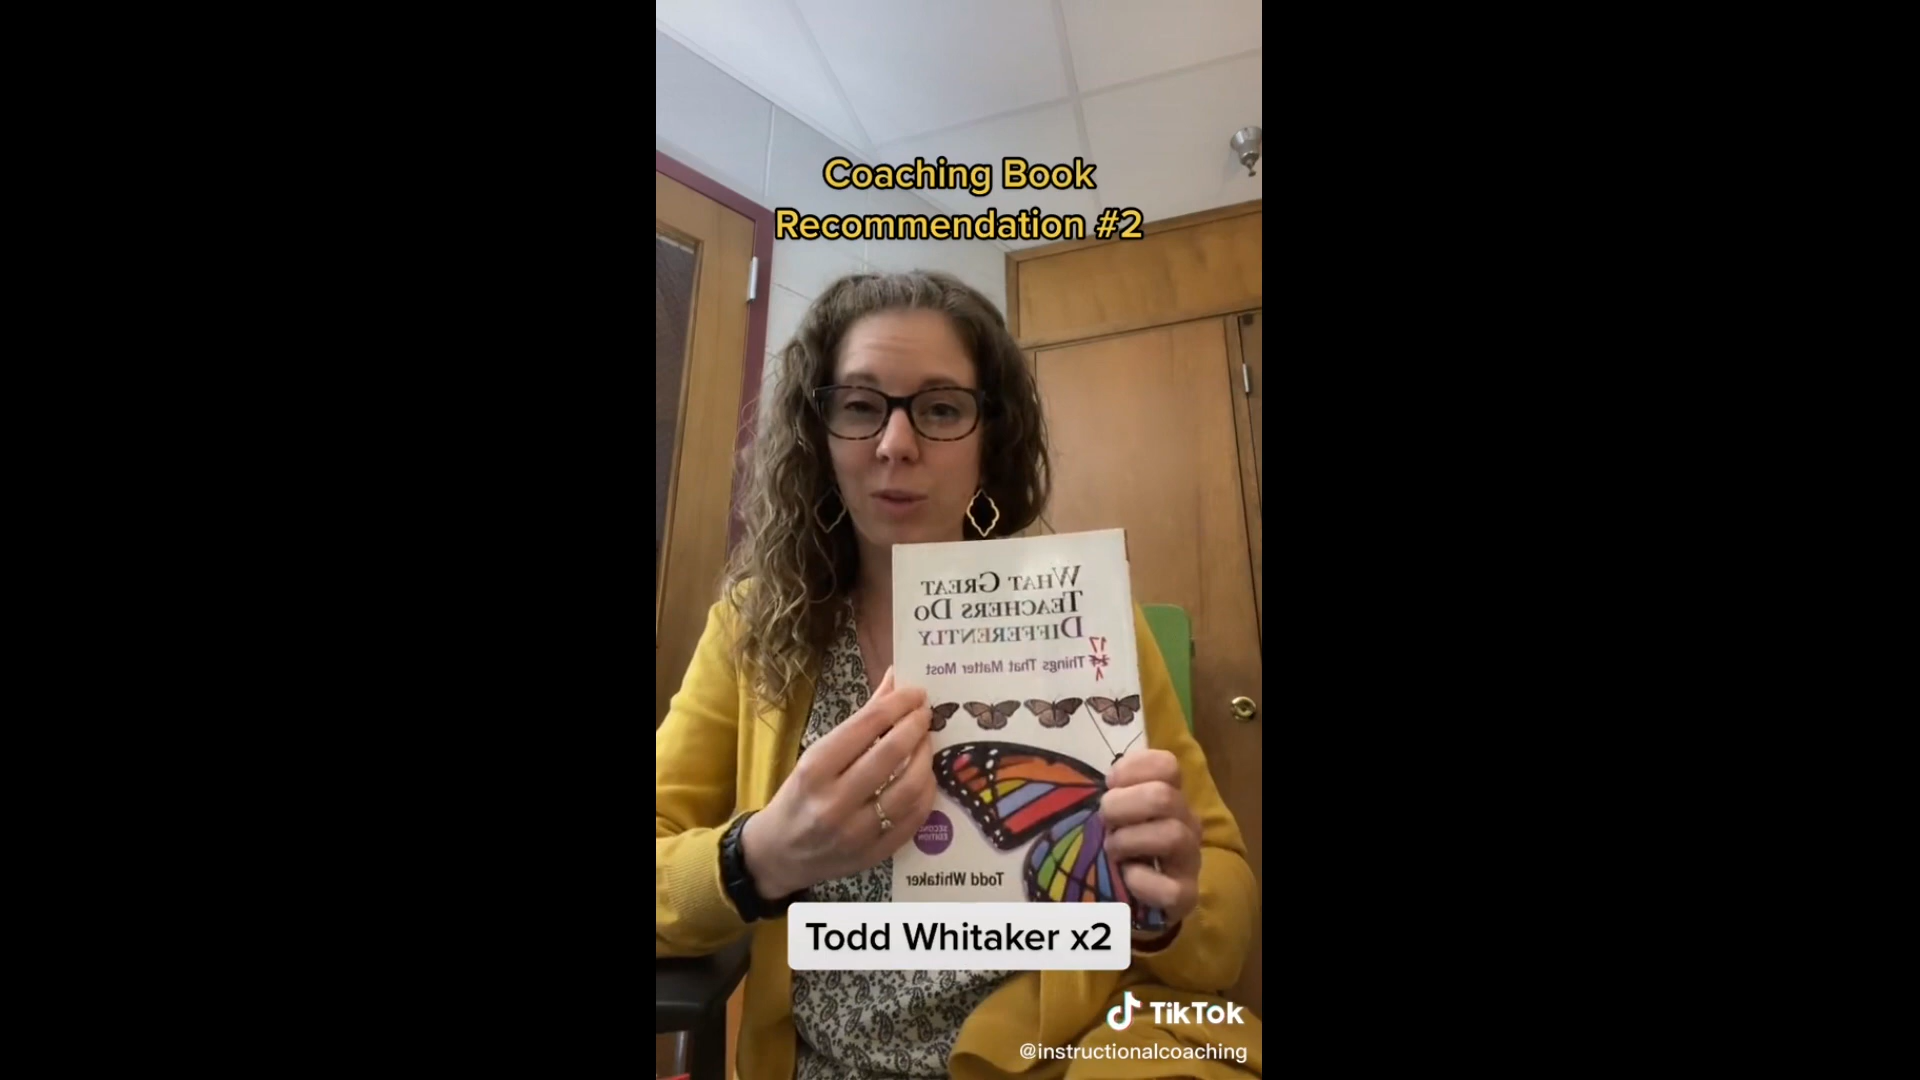 Coaching Book
Recommendation #2
WHAT GREAT
TEACHERS DO
DIFFERENTLY
17
Things That Matter Most
SECOND
EDITION
Todd Whitaker
Todd Whitaker x2
TikTok
@instructionalcoaching